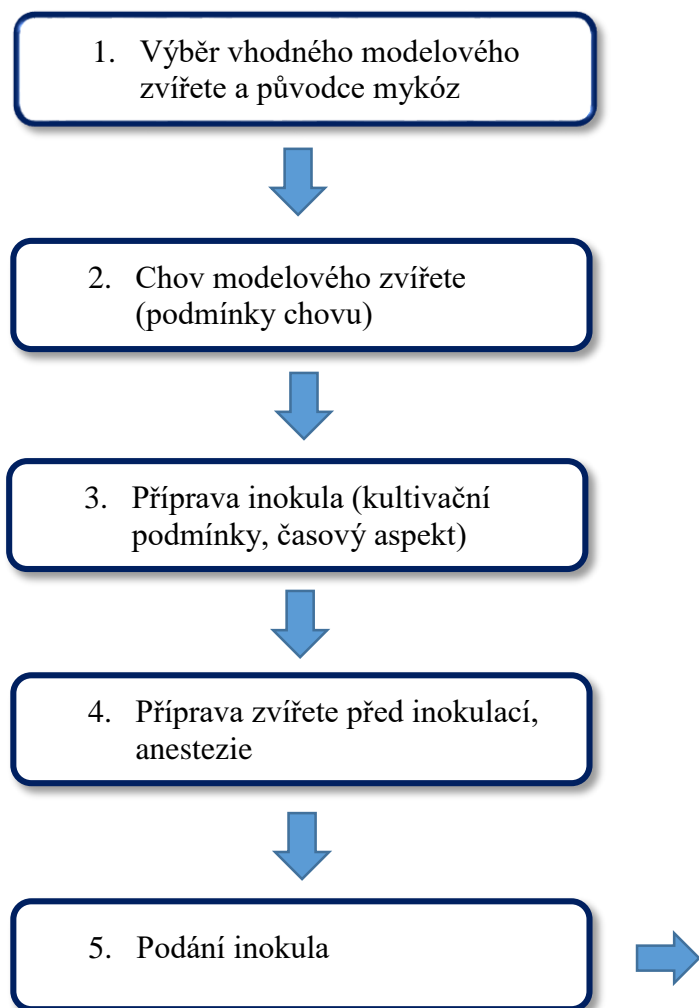 1. Výběr vhodného modelového
zvířete a původce mykóz
2. Chov modelového zvířete
(podmínky chovu)
3. Příprava inokula (kultivační
podmínky, časový aspekt)
4. Příprava zvířete před inokulací,
anestezie
5. Podání inokula